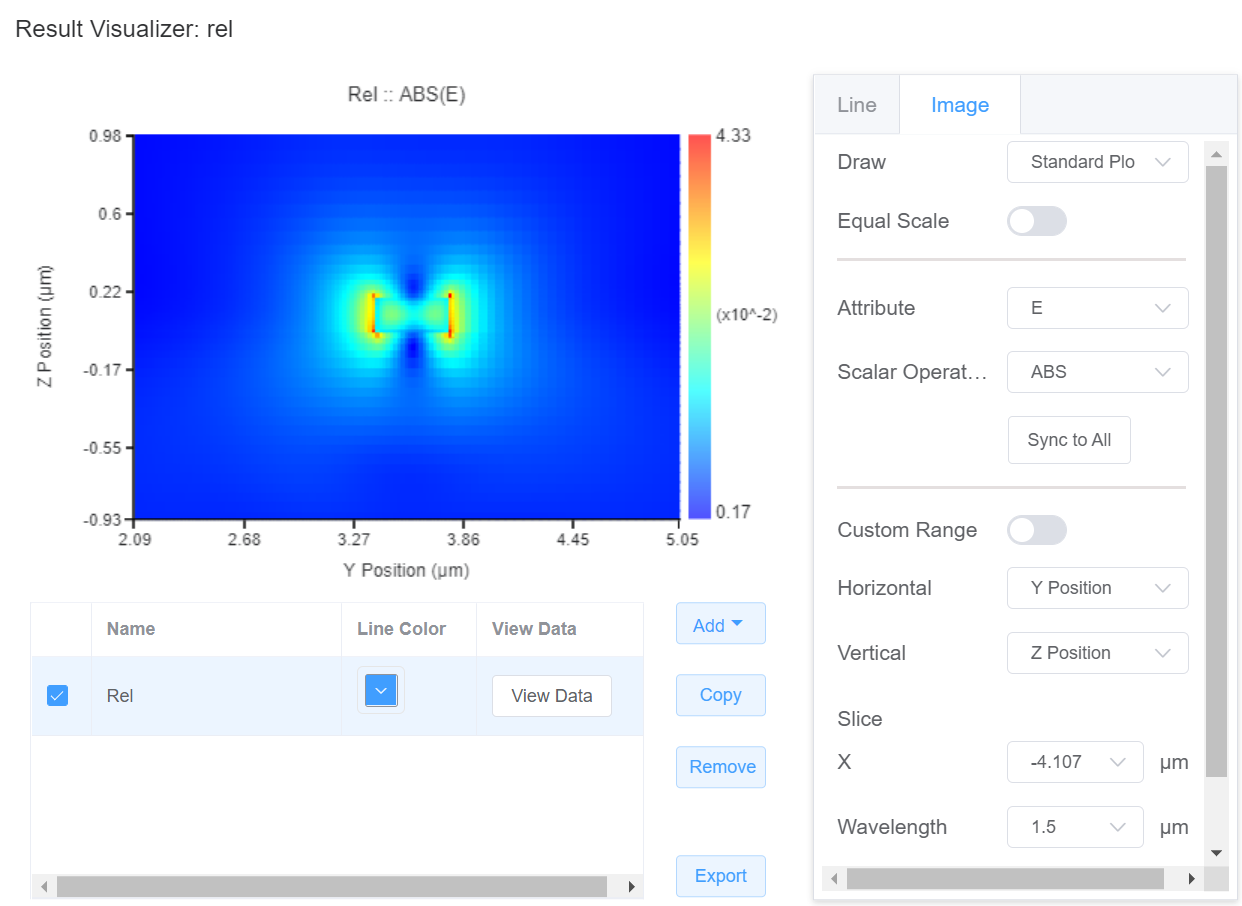 Result Visualizer: rel
Rel :: ABS(E)
0.98
0.6
0.22
-0.17
-0.55
-0.93
Z Position (µm)
2.09 2.68 3.27 3.86 4.45 5.05
Y Position (µm)
4.33
(x10^-2)
0.17
Name Line Color View Data
Rel View Data
Add
Copy
Remove
Export
Line Image
Draw Standard Plo
Equal Scale
Attribute E
Scalar Operat... ABS
Sync to All
Custom Range
Horizontal Y Position
Vertical Z Position
Slice
X -4.107 µm
Wavelength 1.5 µm